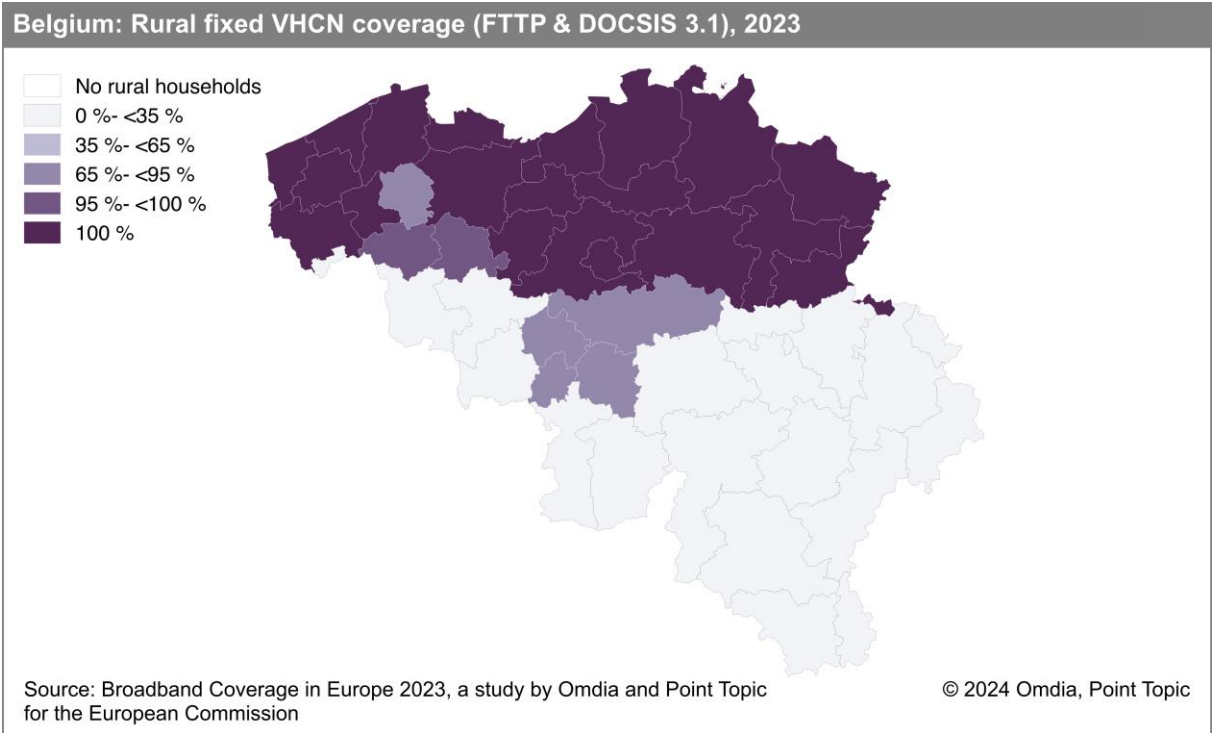 Belgium: Rural fixed VHCN coverage (FTTP & DOCSIS 3.1), 2023
No rural households
0 %- <35 %
35 %- <65 %
65 %- <95 %
95 %- <100 %
100 %
Source: Broadband Coverage in Europe 2023, a study by Omdia and Point Topic
for the European Commission
© 2024 Omdia, Point Topic